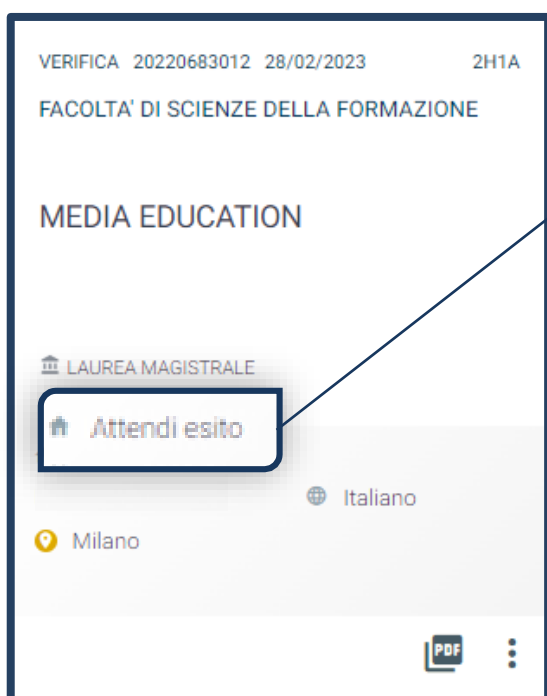 VERIFICA 20220683012 28/02/2023 2H1A
FACOLTA' DI SCIENZE DELLA FORMAZIONE
MEDIA EDUCATION
LAUREA MAGISTRALE
Attendi esito
Italiano
Milano
PDF